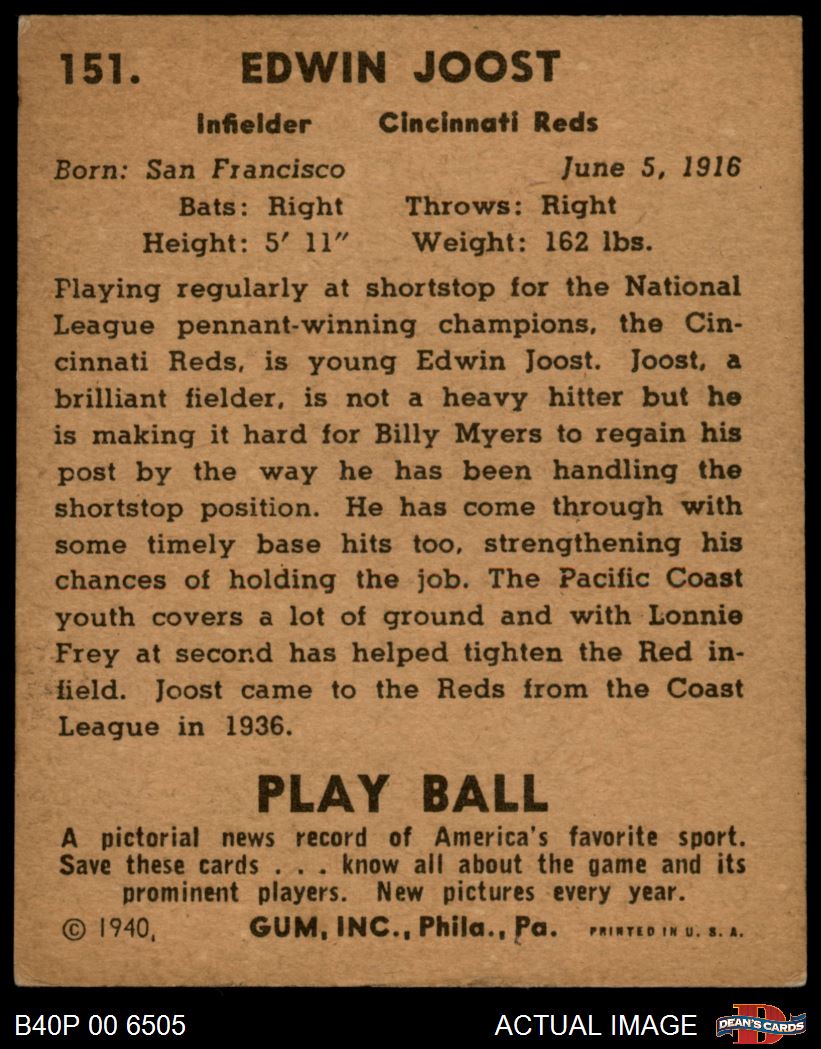 151. EDWIN JOOST
Infielder Cincinnati Reds
Born: San Francisco June 5, 1916
Bats: Right Throws: Right
Height: 5′ 11″ Weight: 162 lbs.
Playing regularly at shortstop for the National
League pennant-winning champions, the Cin-
cinnati Reds, is young Edwin Joost. Joost, a
brilliant fielder, is not a heavy hitter but he
is making it hard for Billy Myers to regain his
post by the way he has been handling the
shortstop position. He has come through with
some timely base hits too, strengthening his
chances of holding the job. The Pacific Coast
youth covers a lot of ground and with Lonnie
Frey at second has helped tighten the Red in-
field. Joost came to the Reds from the Coast
League in 1936.
PLAY BALL
A pictorial news record of America's favorite sport.
Save these cards . . . know all about the game and its
prominent players. New pictures every year.
© 1940, GUM, INC., Phila., Pa. PRINTED IN U. S. A.
B40P 00 6505 ACTUAL IMAGE D DEAN'S CARDS